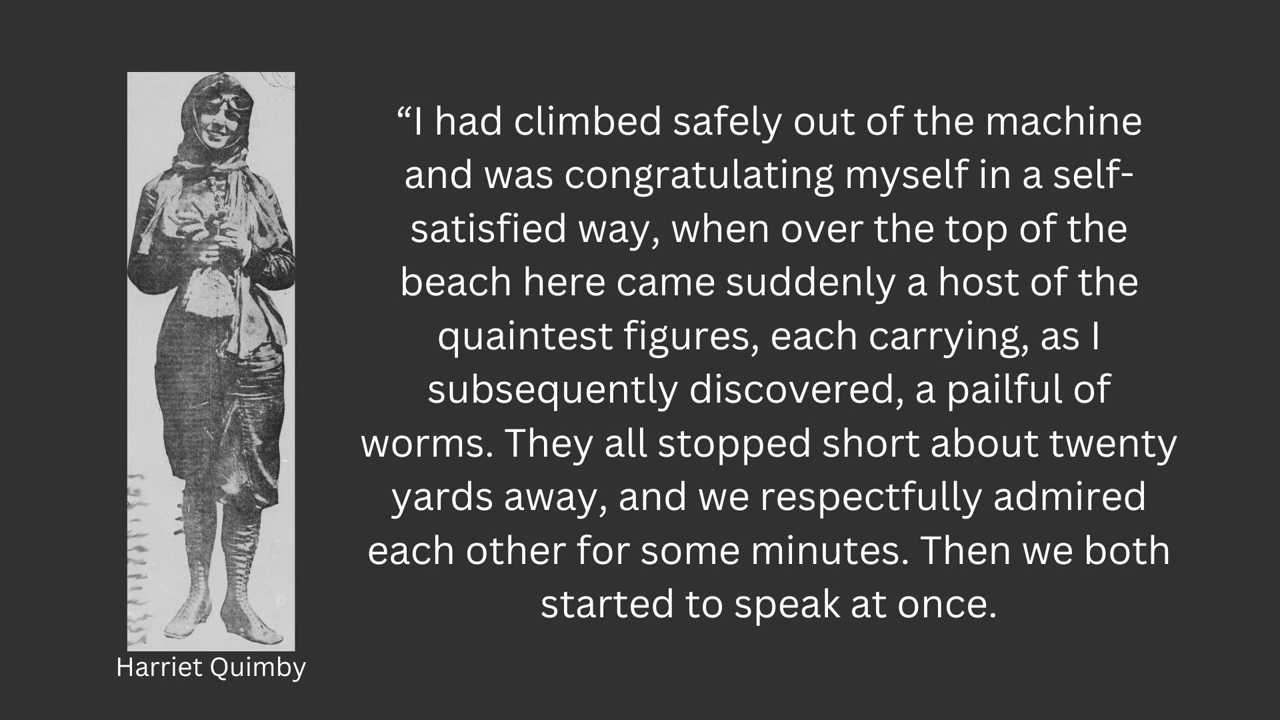 “I had climbed safely out of the machine
and was congratulating myself in a self-
satisfied way, when over the top of the
beach here came suddenly a host of the
quaintest figures, each carrying, as I
subsequently discovered, a pailful of
worms. They all stopped short about twenty
yards away, and we respectfully admired
each other for some minutes. Then we both
started to speak at once.
Harriet Quimby